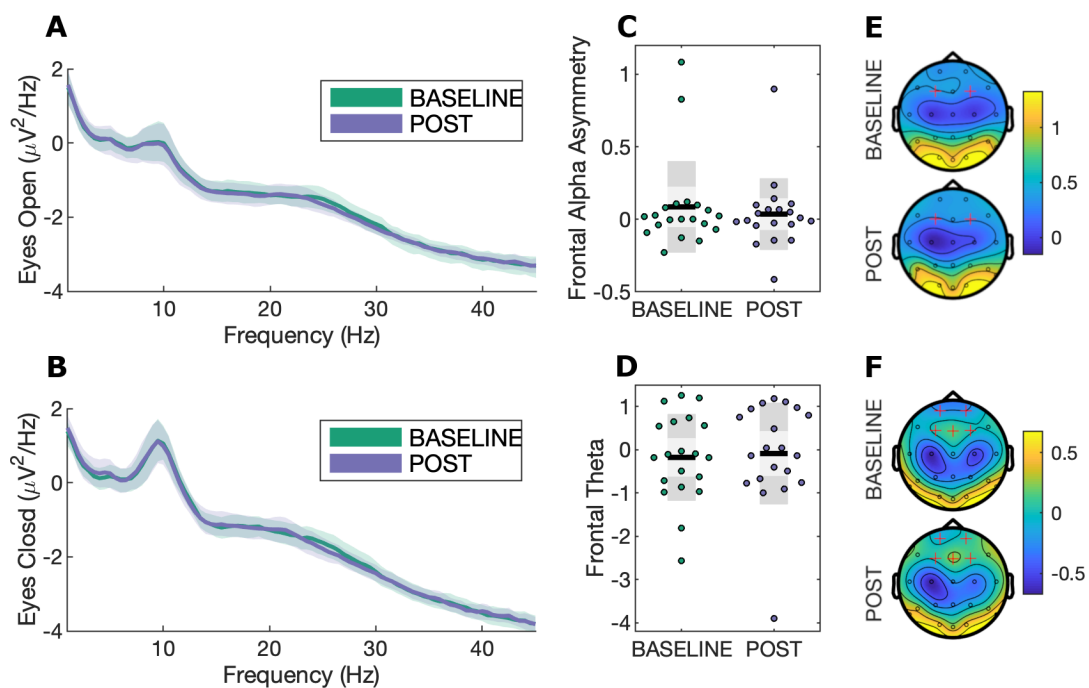 A
Eyes Open (μV²/Hz)
2
0
-2
-4
10
20
30
40
Frequency (Hz)
BASELINE
POST
B
Eyes Closd (μV²/Hz)
2
0
-2
-4
10
20
30
40
Frequency (Hz)
BASELINE
POST
C
Frontal Alpha Asymmetry
1
0.5
0
-0.5
BASELINE
POST
D
Frontal Theta
1
0
-1
-2
-3
-4
BASELINE
POST
E
BASELINE
POST
1
0.5
0
F
BASELINE
POST
0.5
0
-0.5